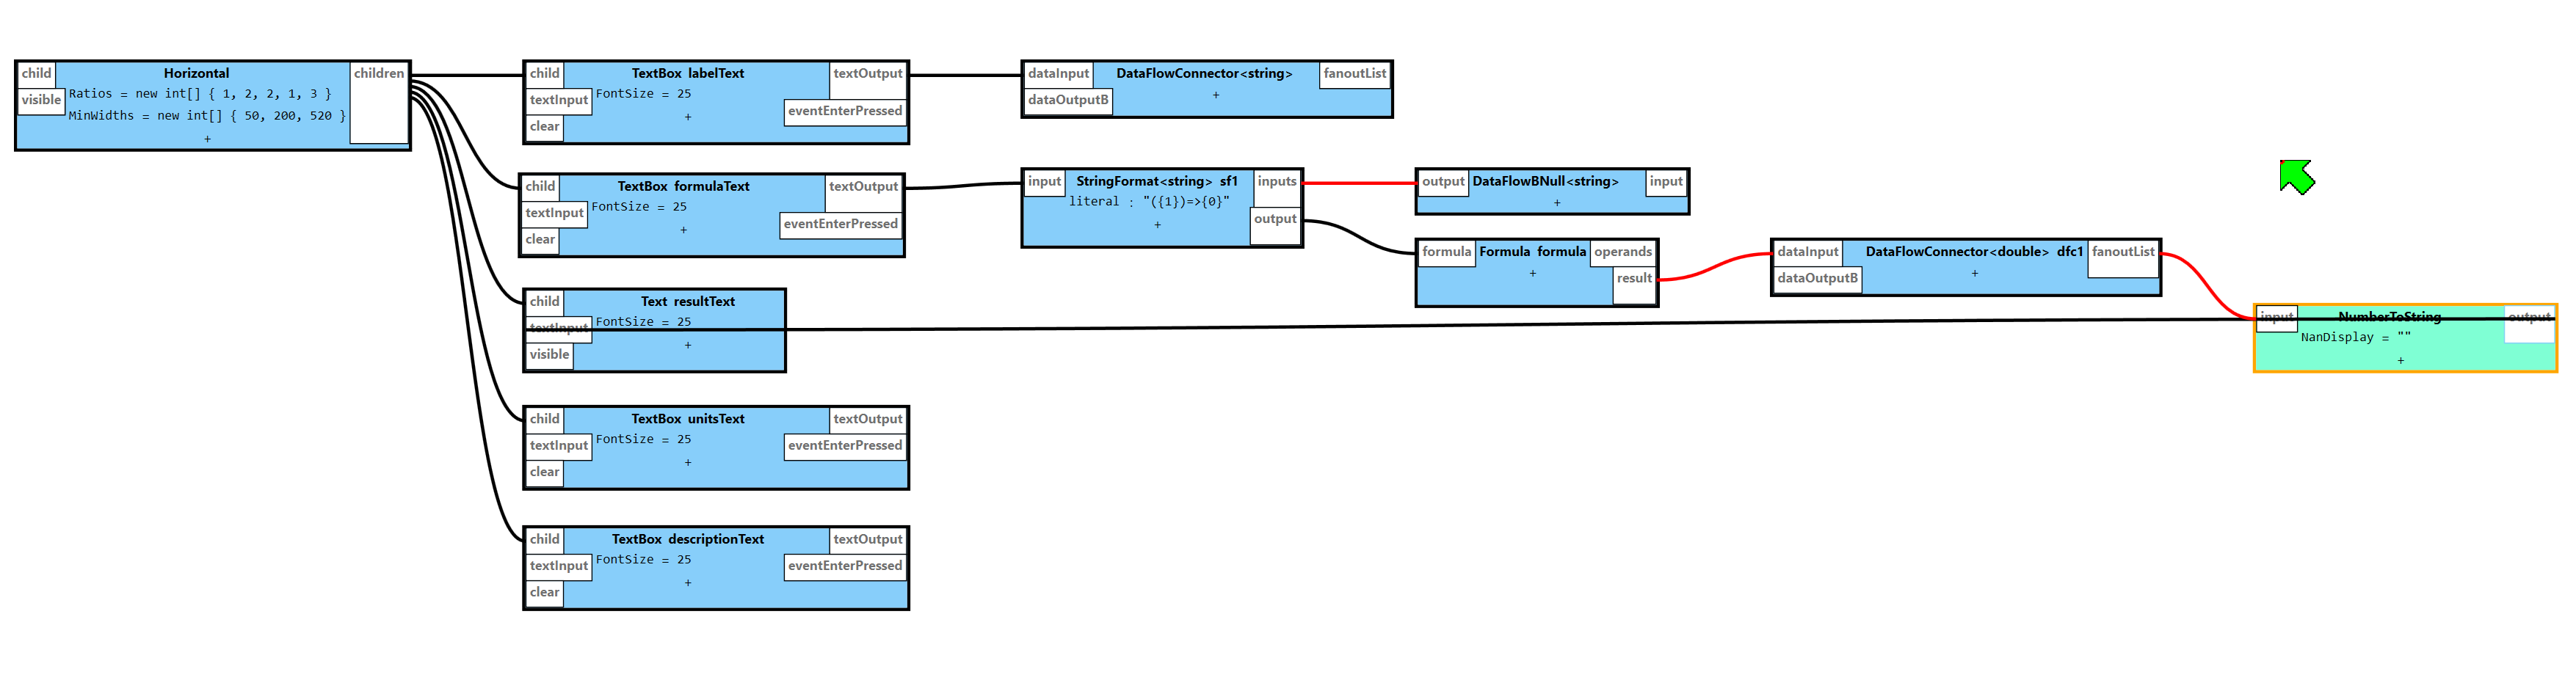 child Horizontal children
visible Ratios = new int[] { 1, 2, 2, 1, 3 }
MinWidths = new int[] { 50, 200, 520 }
+
child TextBox labelText textOutput
textInput FontSize = 25
eventEnterPressed
+
clear
dataInput DataFlowConnector<string> fanoutList
dataOutputB +
child TextBox formulaText textOutput
textInput FontSize = 25
eventEnterPressed
+
clear
input StringFormat<string> sf1 inputs
literal : "({1})=>{0}"
output
+
output DataFlowBNull<string> input
+
formula Formula formula operands
+
result
dataInput DataFlowConnector<double> dfc1 fanoutList
dataOutputB +
child Text resultText
textInput FontSize = 25
+
visible
input NumberToString output
NanDisplay = ""
+
child TextBox unitsText textOutput
textInput FontSize = 25
eventEnterPressed
+
clear
child TextBox descriptionText textOutput
textInput FontSize = 25
eventEnterPressed
+
clear